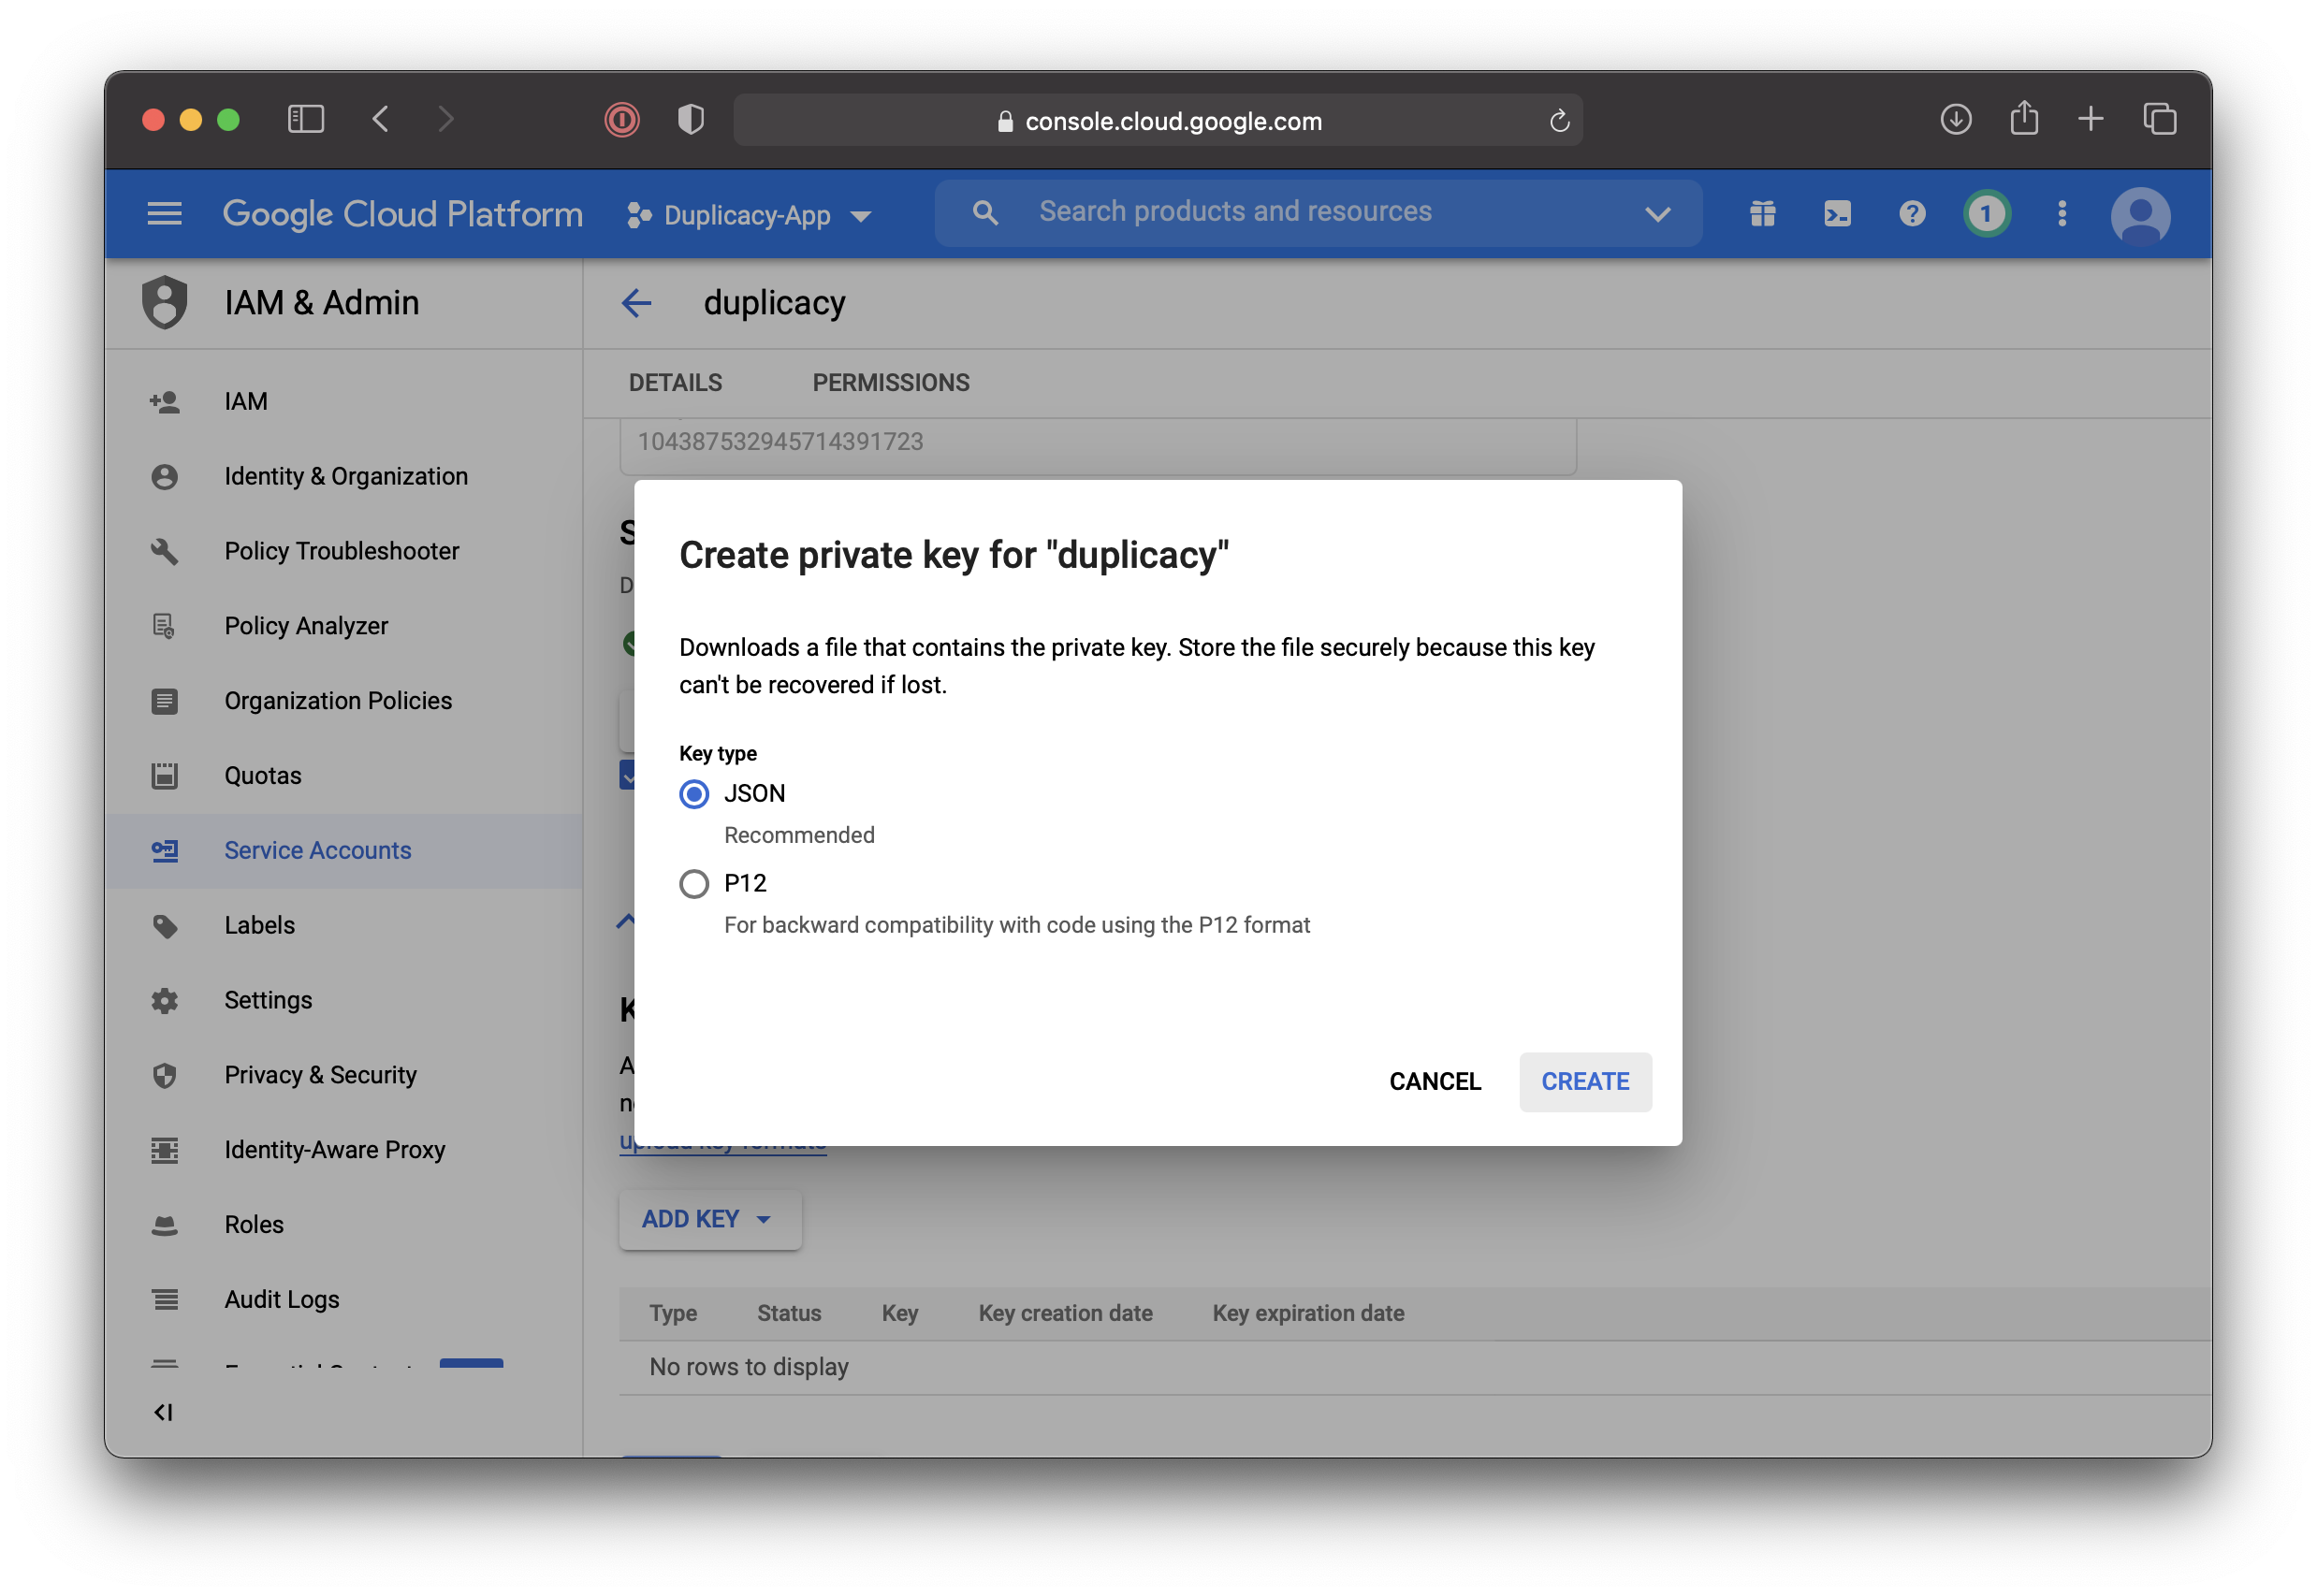 console.cloud.google.com
Google Cloud Platform
Duplicacy-App
Search products and resources
1
IAM & Admin
duplicacy
DETAILS
PERMISSIONS
104387532945714391723
IAM
Identity & Organization
Policy Troubleshooter
Policy Analyzer
Organization Policies
Quotas
Service Accounts
Labels
Settings
Privacy & Security
Identity-Aware Proxy
Roles
Audit Logs
Create private key for "duplicacy"
Downloads a file that contains the private key. Store the file securely because this key
can't be recovered if lost.
Key type
JSON
Recommended
P12
For backward compatibility with code using the P12 format
CANCEL
CREATE
upload key formats
ADD KEY
Type Status Key Key creation date Key expiration date
No rows to display